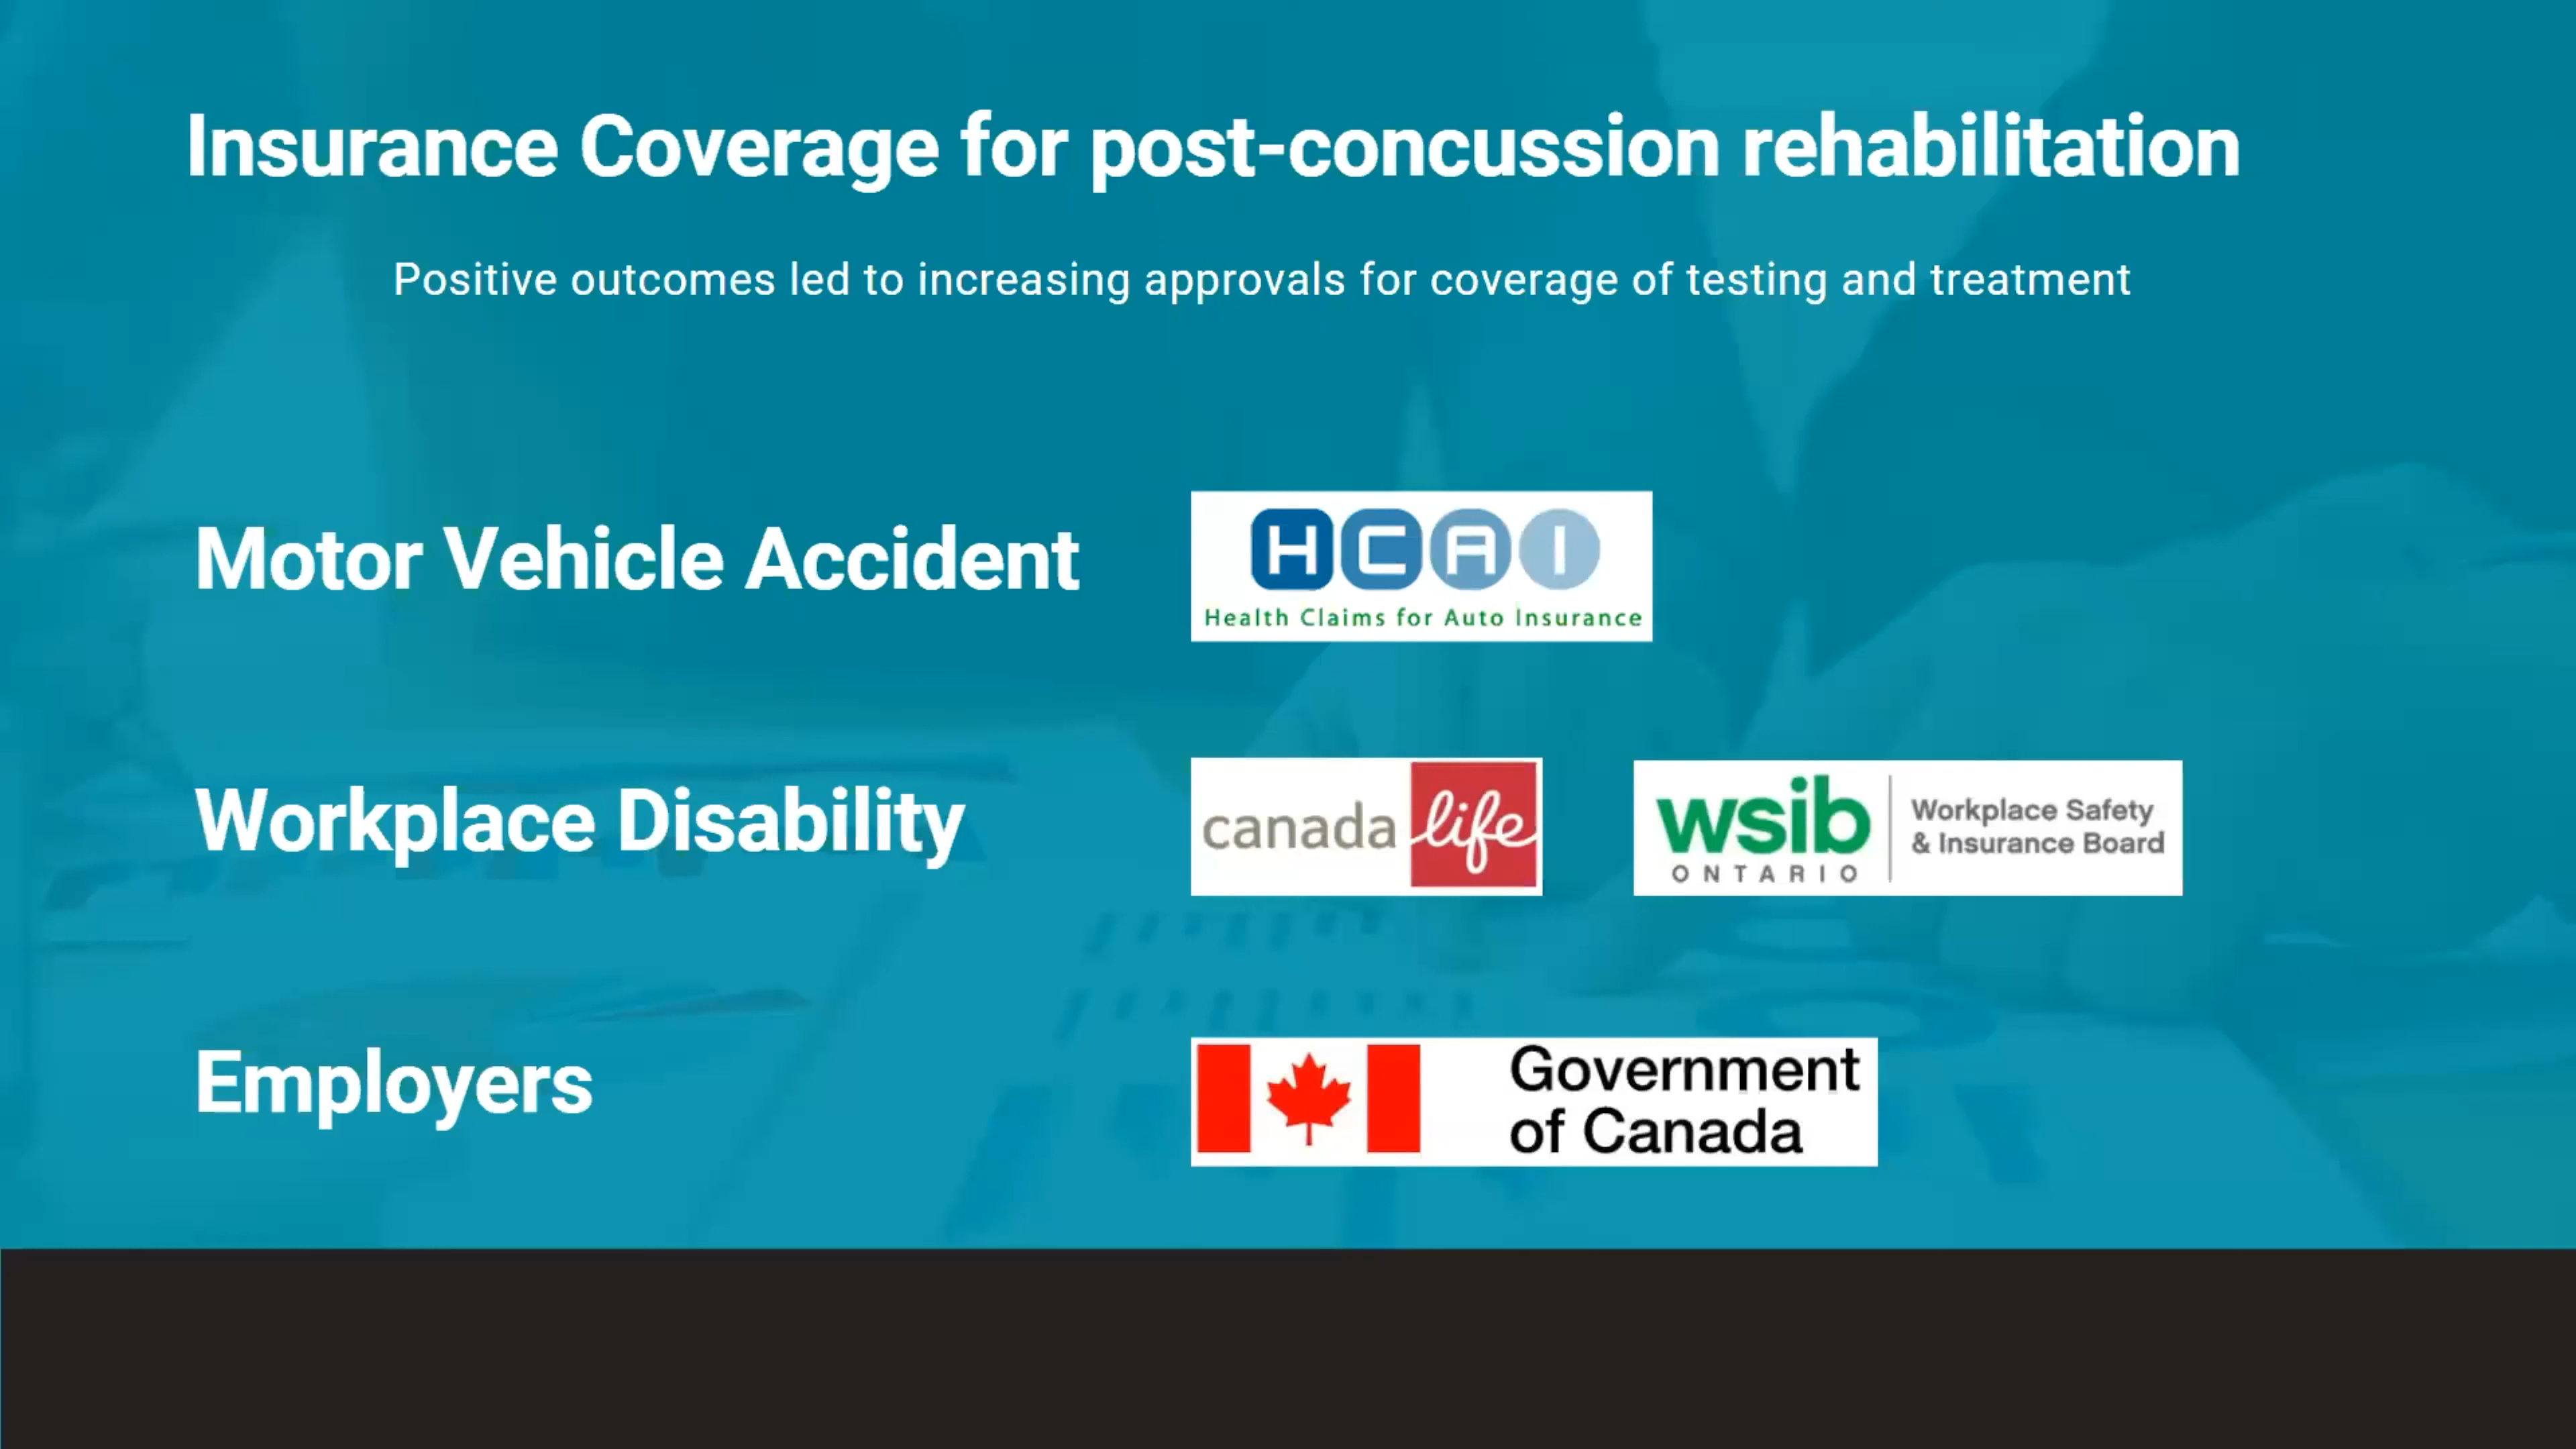 Insurance Coverage for post-concussion rehabilitation
Positive outcomes led to increasing approvals for coverage of testing and treatment
Motor Vehicle Accident
HCAI
Health Claims for Auto Insurance
Workplace Disability
canada life
wsib
ONTARIO
Workplace Safety
& Insurance Board
Employers
Government
of Canada